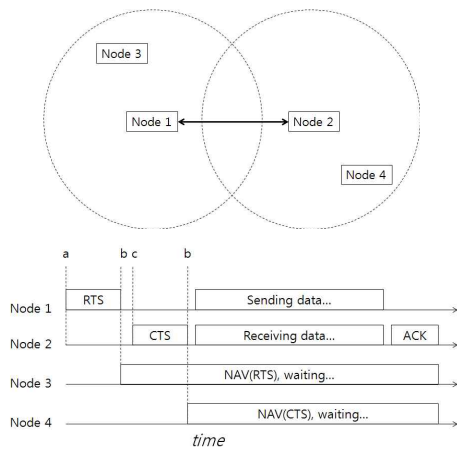 Node 3
Node 1
Node 2
Node 4
a b c b
RTS Sending data...
Node 1
CTS Receiving data... ACK
Node 2
NAV(RTS), waiting...
Node 3
NAV(CTS), waiting...
Node 4
time